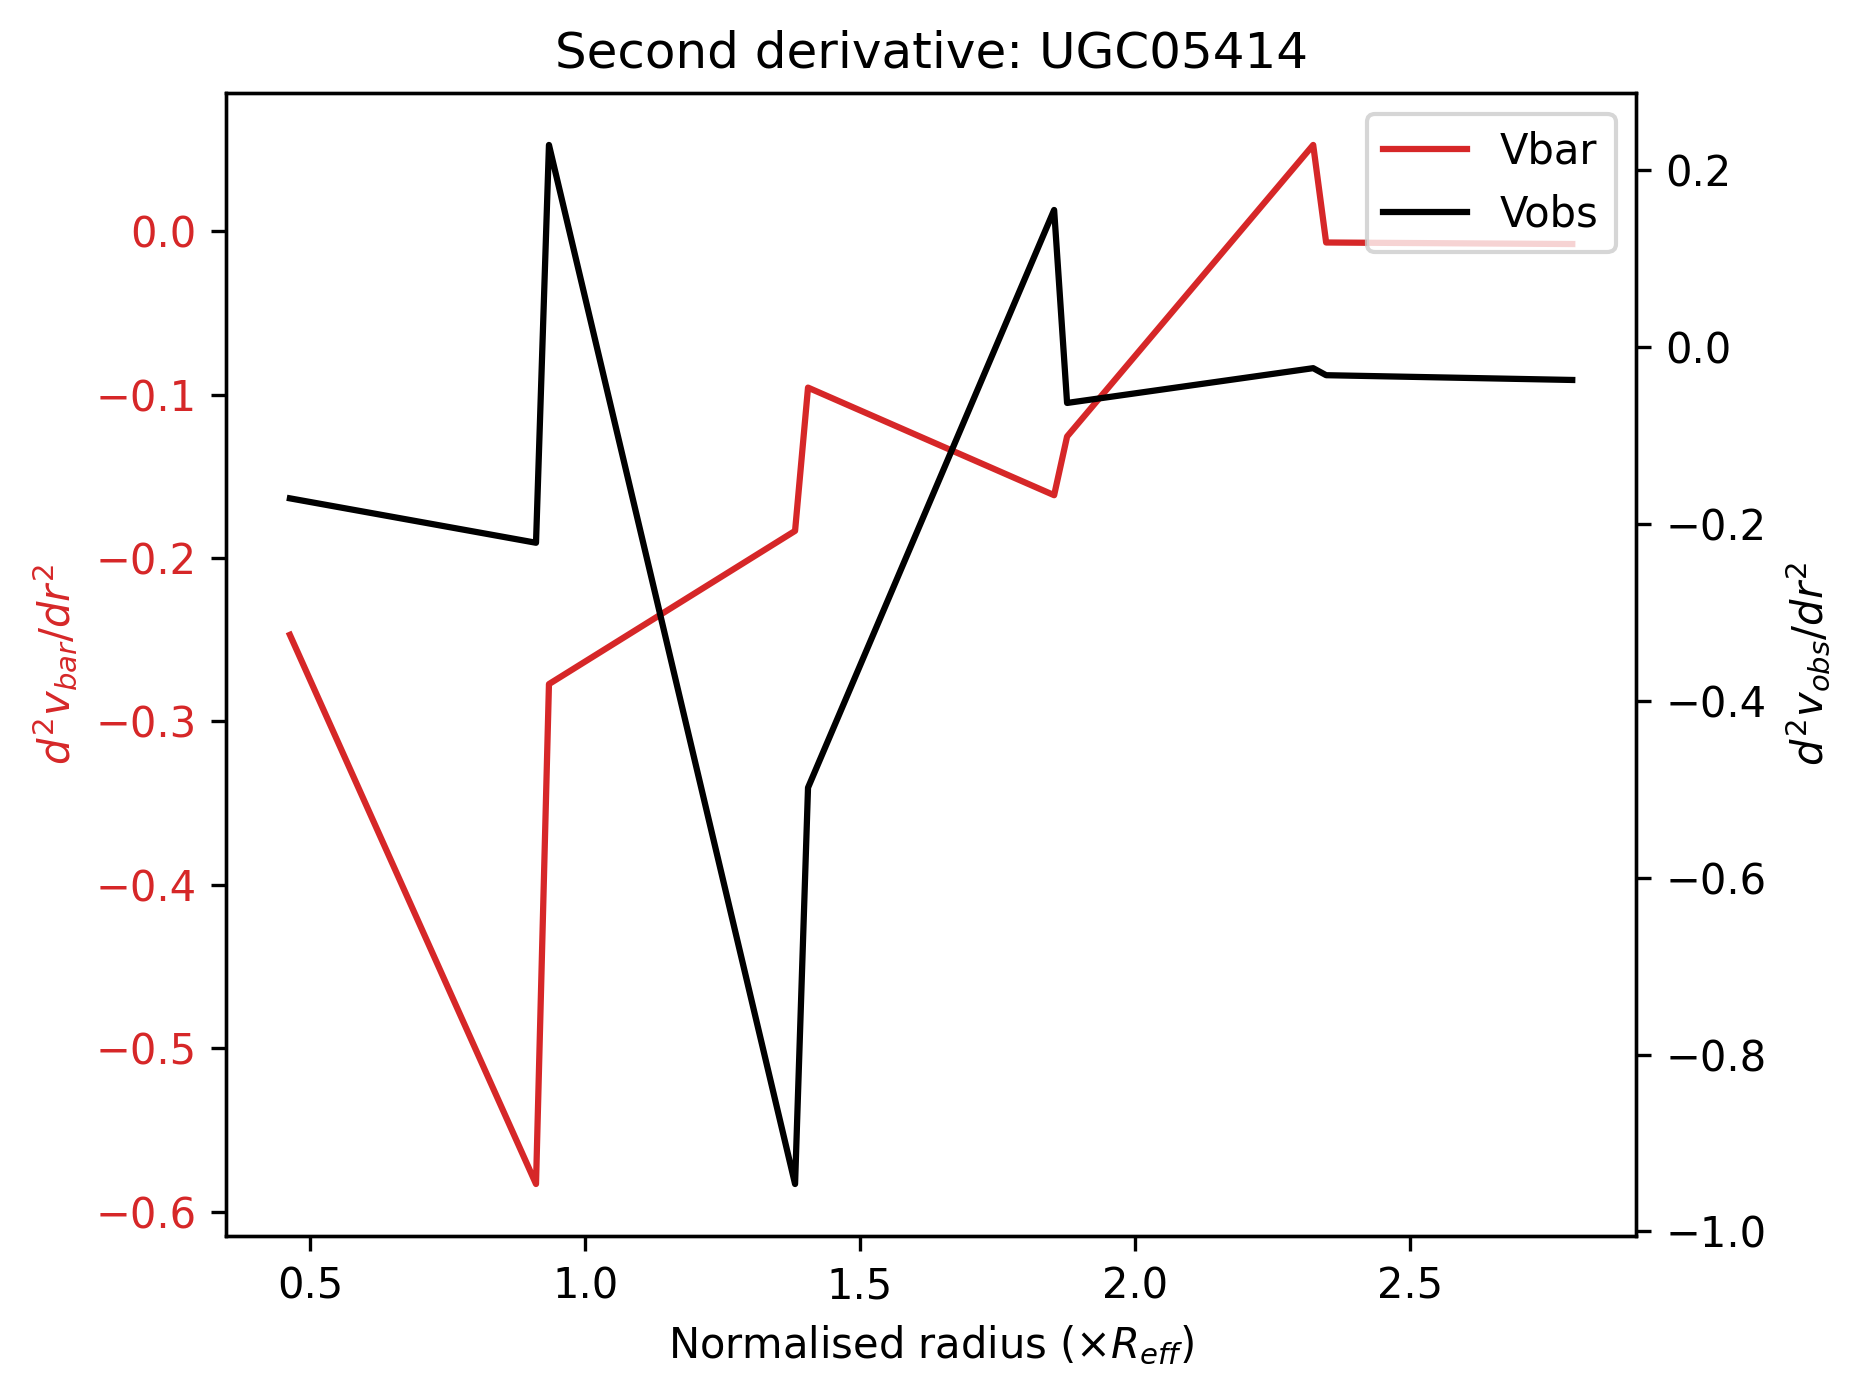 Second derivative: UGC05414
Vbar
Vobs
0.0
−0.1
−0.2
−0.3
−0.4
−0.5
−0.6
d²v_bar/dr²
0.2
0.0
−0.2
−0.4
−0.6
−0.8
−1.0
d²v_obs/dr²
0.5 1.0 1.5 2.0 2.5
Normalised radius (×R_eff)